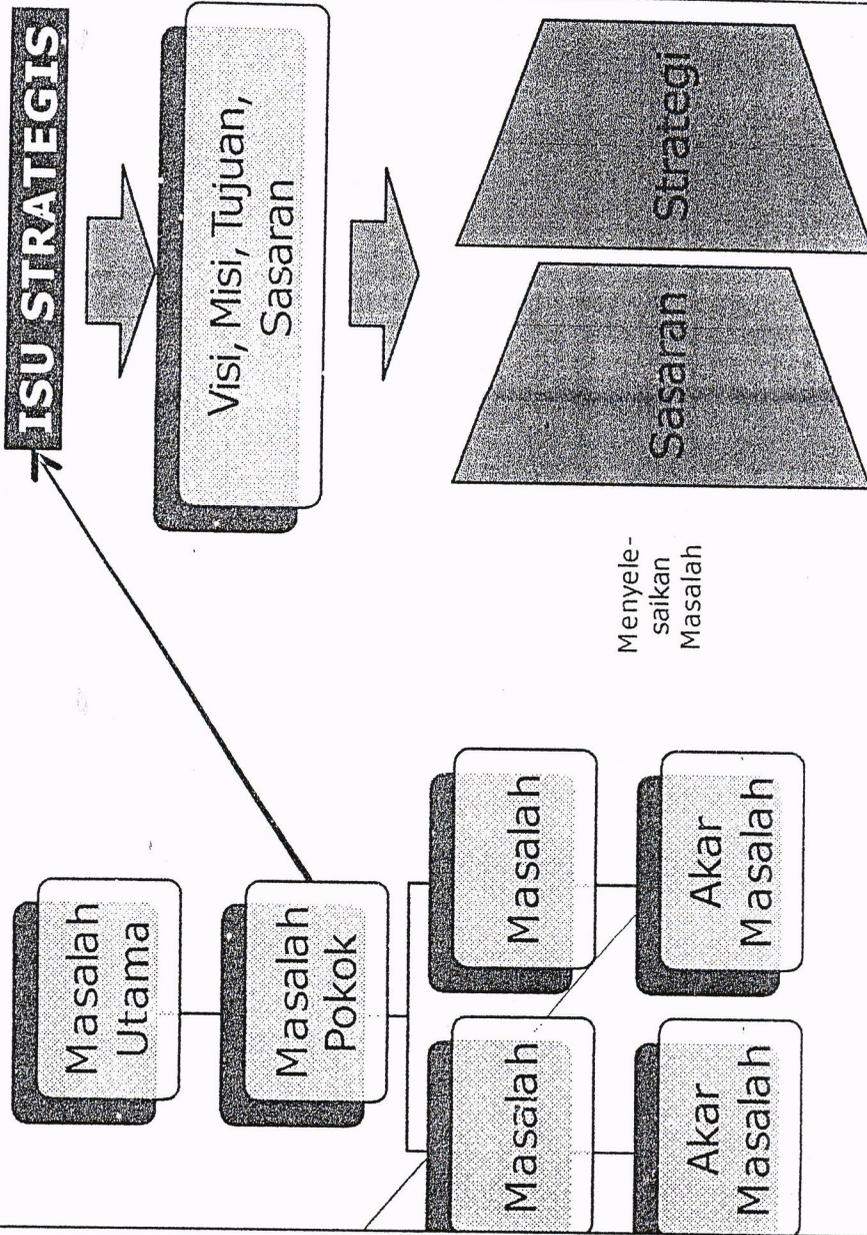 Masalah
Utama
Masalah
Pokok
Masalah
Masalah
Akar
Masalah
Akar
Masalah
Menyele-
saikan
Masalah
ISU STRATEGIS
Visi, Misi, Tujuan,
Sasaran
Sasaran
Strategi